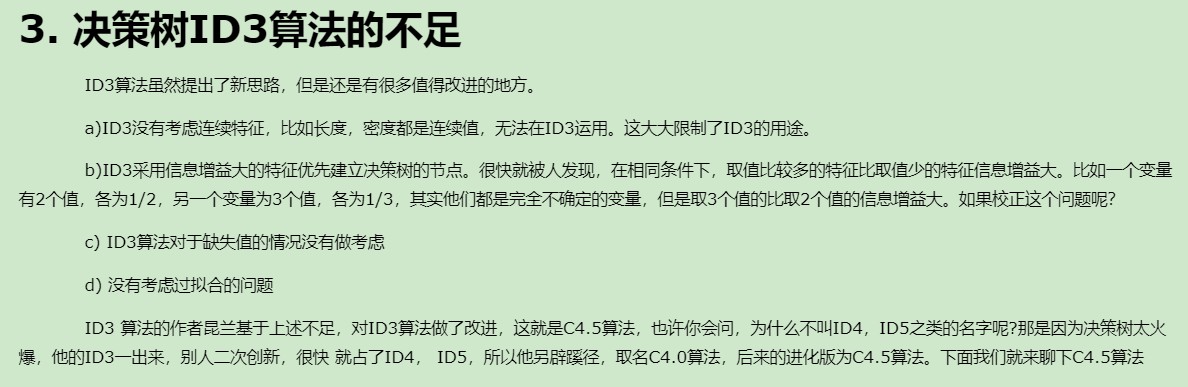 3. 决策树ID3算法的不足
ID3算法虽然提出了新思路，但是还是有很多值得改进的地方。
a)ID3没有考虑连续特征，比如长度，密度都是连续值，无法在ID3运用。这大大限制了ID3的用途。
b)ID3采用信息增益大的特征优先建立决策树的节点。很快就被人发现，在相同条件下，取值比较多的特征比取值少的特征信息增益大。比如一个变量
有2个值，各为1/2，另一个变量为3个值，各为1/3，其实他们都是完全不确定的变量，但是取3个值的比取2个值的信息增益大。如果校正这个问题呢?
c) ID3算法对于缺失值的情况没有做考虑
d) 没有考虑过拟合的问题
ID3 算法的作者昆兰基于上述不足，对ID3算法做了改进，这就是C4.5算法，也许你会问，为什么不叫ID4，ID5之类的名字呢?那是因为决策树太火
爆，他的ID3一出来，别人二次创新，很快 就占了ID4， ID5，所以他另辟蹊径，取名C4.0算法，后来的进化版为C4.5算法。下面我们就来聊下C4.5算法